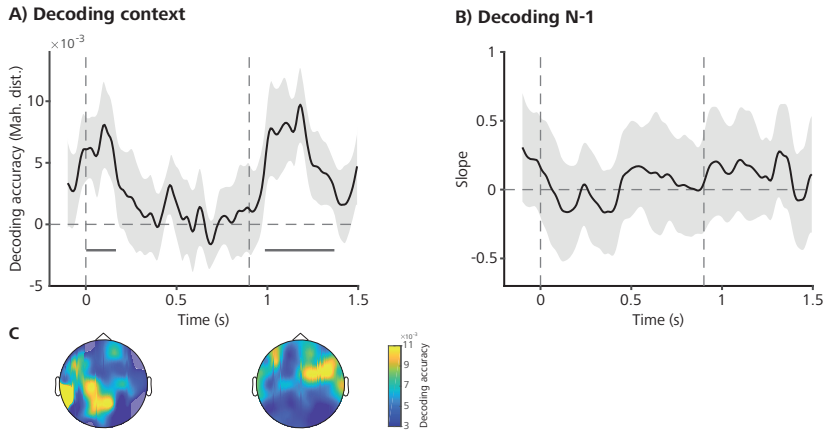 A) Decoding context
×10⁻³
10
5
0
-5
Decoding accuracy (Mah. dist.)
0
0.5
1
1.5
Time (s)
B) Decoding N-1
1
0.5
0
-0.5
Slope
0
0.5
1
1.5
Time (s)
C
×10⁻³
11
9
7
5
3
Decoding accuracy